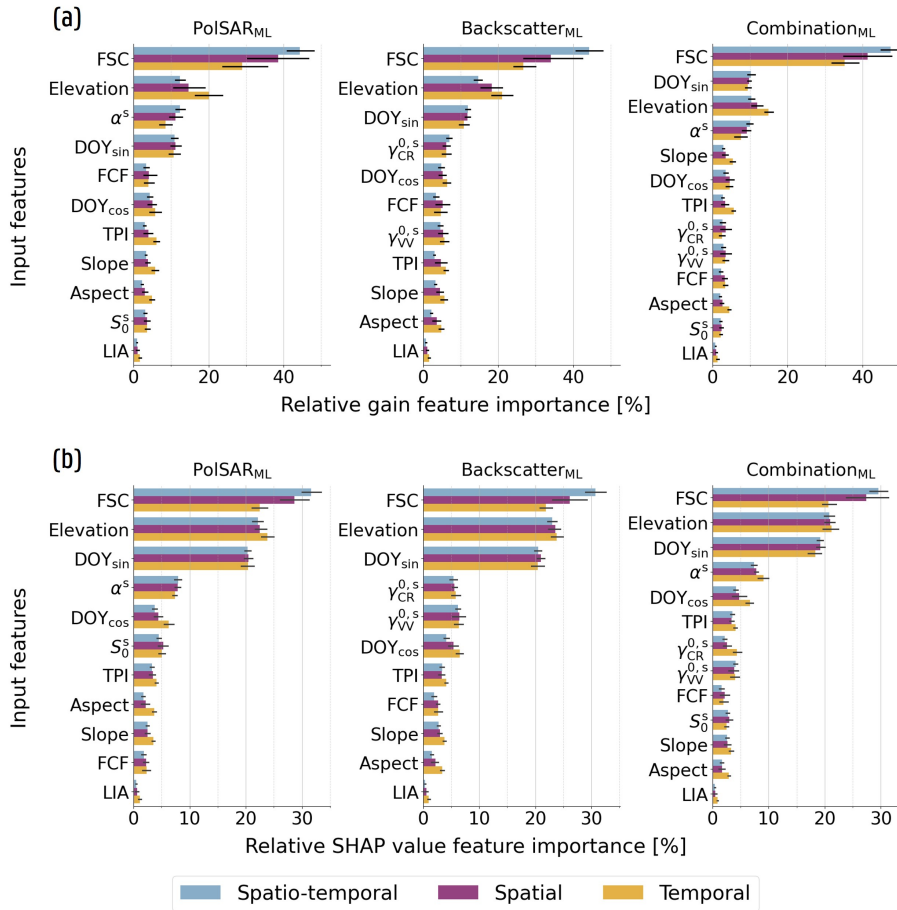 (a)
PolSAR_ML
Backscatter_ML
Combination_ML
Input features
FSC
Elevation
α^s
DOY_sin
FCF
DOY_cos
TPI
Slope
Aspect
S_0^s
LIA
0 20 40
FSC
Elevation
DOY_sin
γ_CR^0,s
DOY_cos
FCF
γ_VV^0,s
TPI
Slope
Aspect
LIA
0 20 40
FSC
DOY_sin
Elevation
α^s
Slope
DOY_cos
TPI
γ_CR^0,s
γ_VV^0,s
FCF
Aspect
S_0^s
LIA
0 20 40
Relative gain feature importance [%]
(b)
PolSAR_ML
Backscatter_ML
Combination_ML
Input features
FSC
Elevation
DOY_sin
α^s
DOY_cos
S_0^s
TPI
Aspect
Slope
FCF
LIA
0 10 20 30
FSC
Elevation
DOY_sin
γ_CR^0,s
γ_VV^0,s
DOY_cos
TPI
FCF
Slope
Aspect
LIA
0 10 20 30
FSC
Elevation
DOY_sin
α^s
DOY_cos
TPI
γ_CR^0,s
γ_VV^0,s
FCF
S_0^s
Slope
Aspect
LIA
0 10 20 30
Relative SHAP value feature importance [%]
Spatio-temporal Spatial Temporal